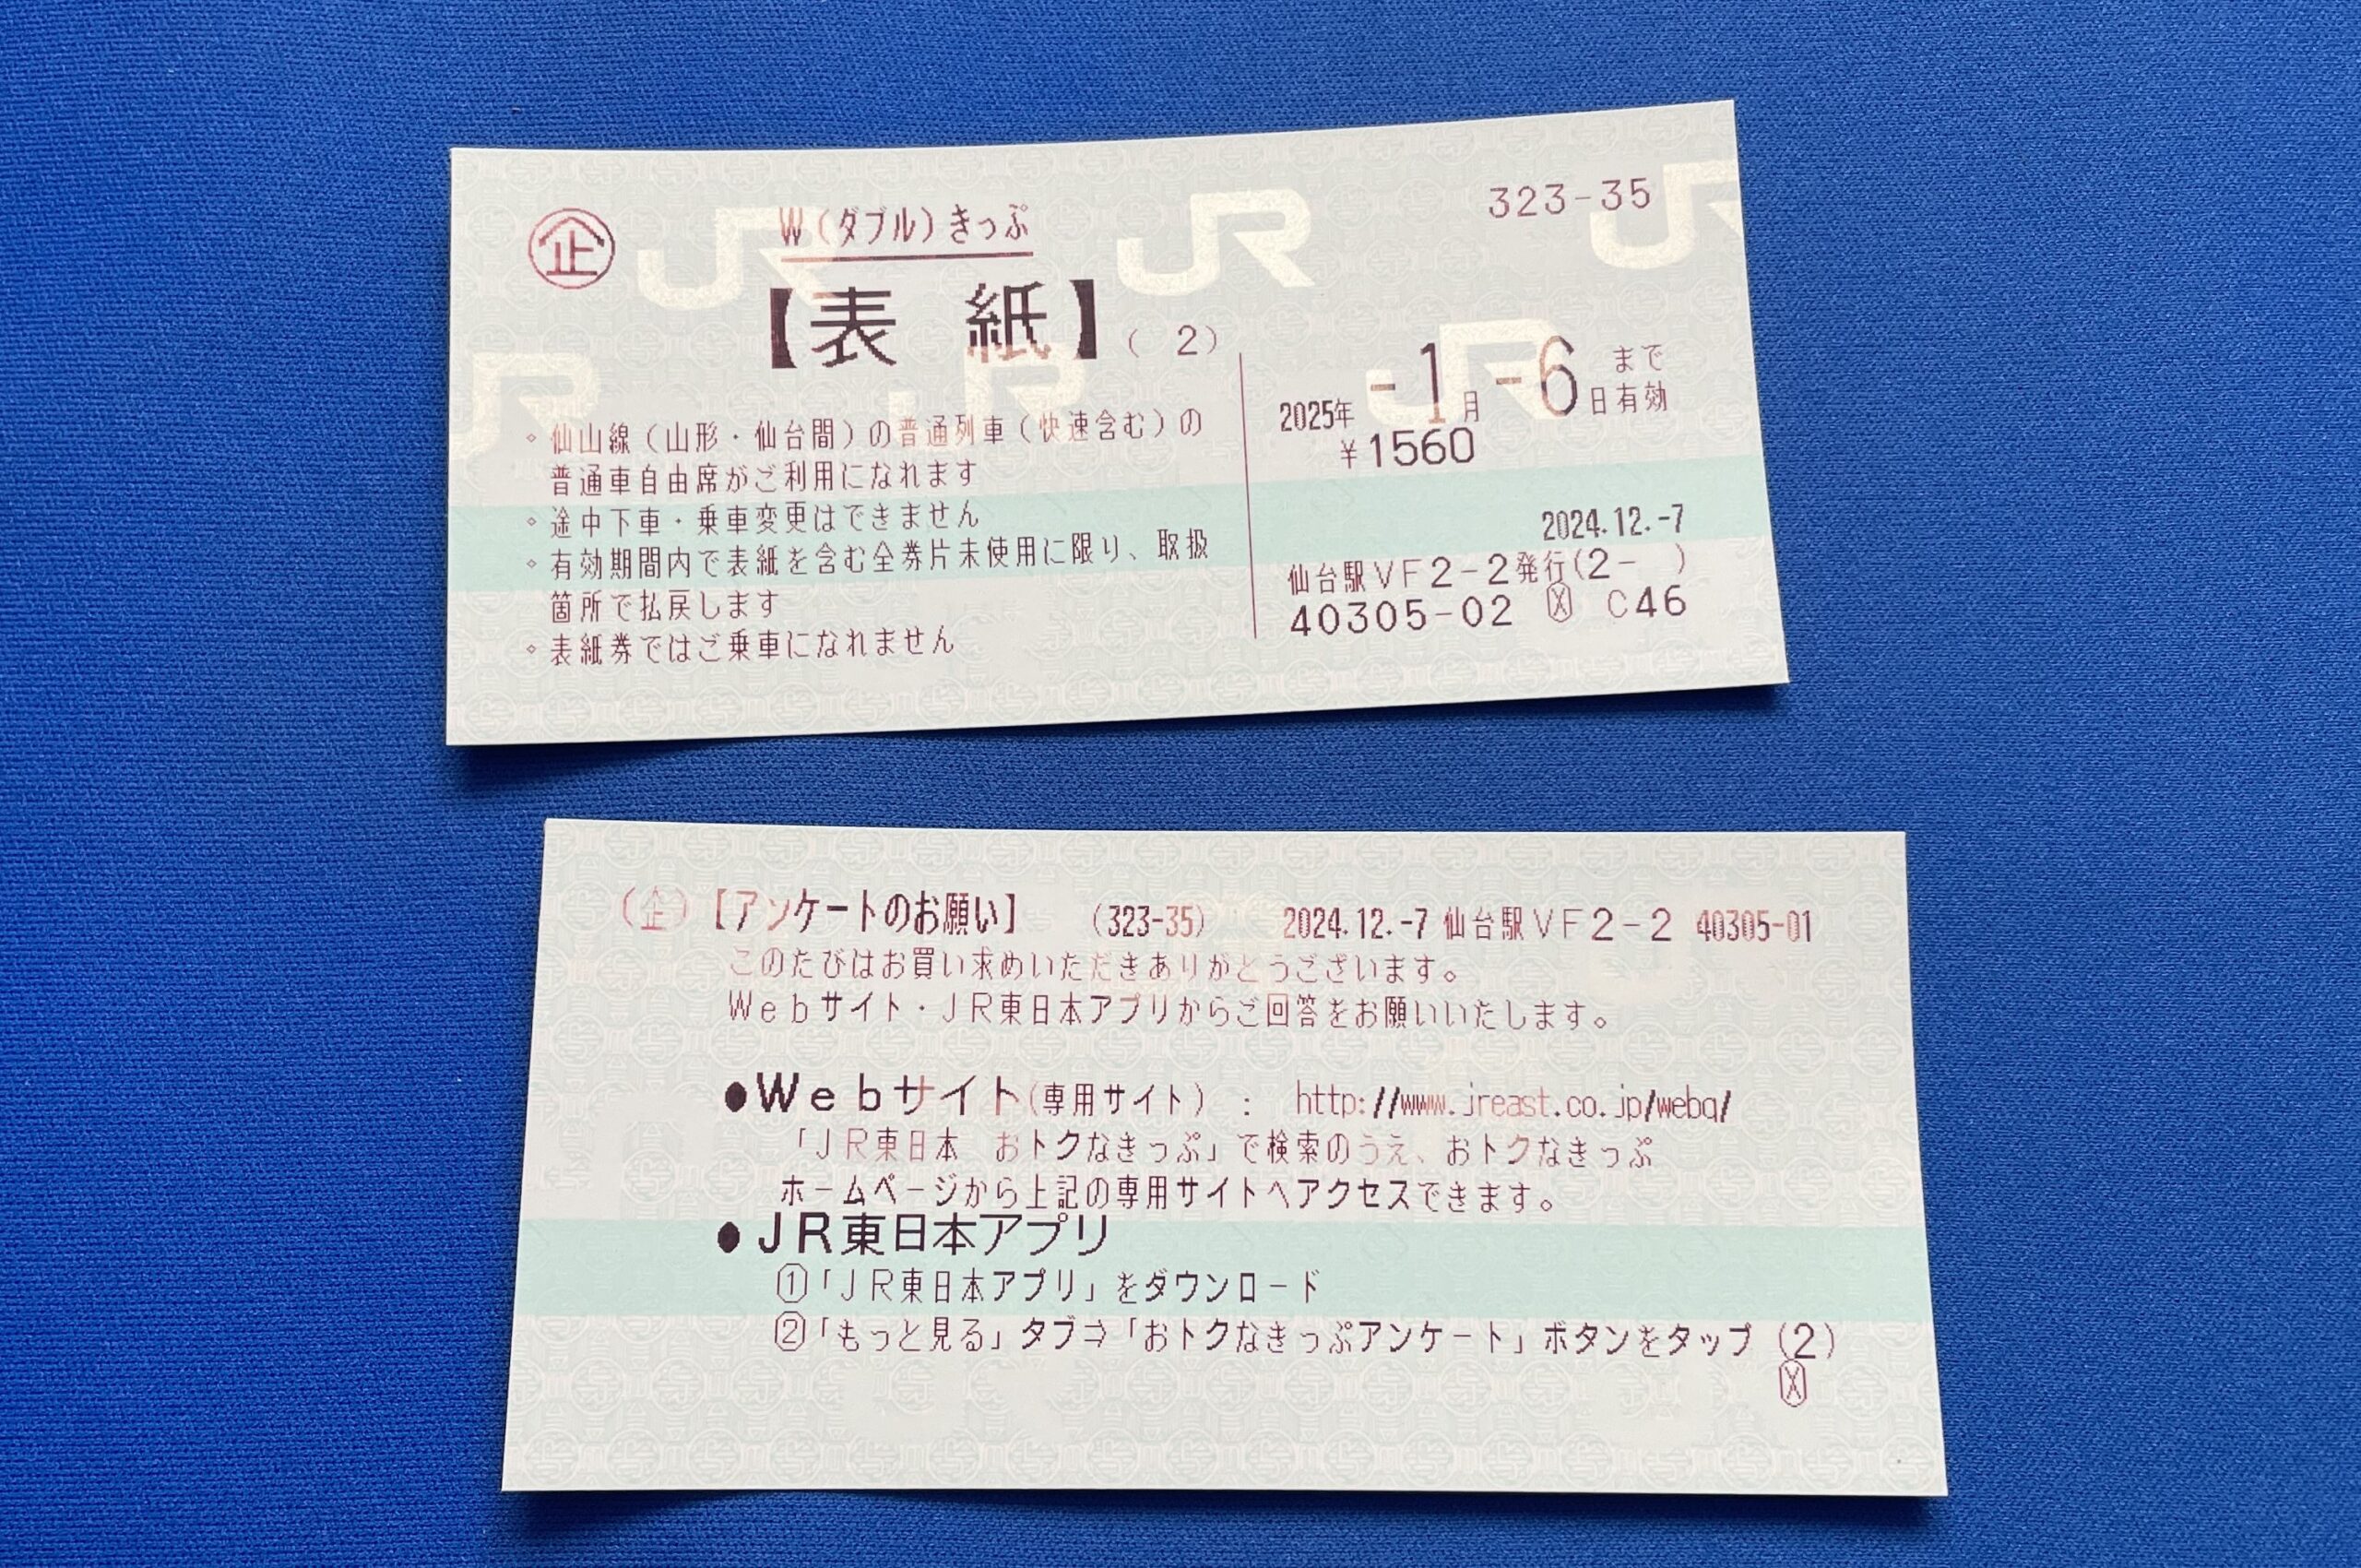 企 W(ダブル)きっぷ 323-35
【表 紙】( 2)
2025年 -1月 -6日 まで有効
¥1560
◦仙山線(山形・仙台間)の普通列車(快速含む)の
普通車自由席がご利用になれます
◦途中下車・乗車変更はできません
◦有効期間内で表紙を含む全券片未使用に限り、取扱
箇所で払戻します
◦表紙券ではご乗車になれません
2024.12.-7
仙台駅VF2-2発行(2- )
40305-02 Ⓧ C46
JR JR JR JR JR JR
(企)【アンケートのお願い】 (323-35) 2024.12.-7 仙台駅VF2-2 40305-01
このたびはお買い求めいただきありがとうございます。
Webサイト・JR東日本アプリからご回答をお願いいたします。
●Webサイト(専用サイト) : http://www.jreast.co.jp/webq/
「JR東日本 おトクなきっぷ」で検索のうえ、おトクなきっぷ
ホームページから上記の専用サイトへアクセスできます。
●JR東日本アプリ
①「JR東日本アプリ」をダウンロード
②「もっと見る」タブ⇒「おトクなきっぷアンケート」ボタンをタップ (2)
Ⓧ